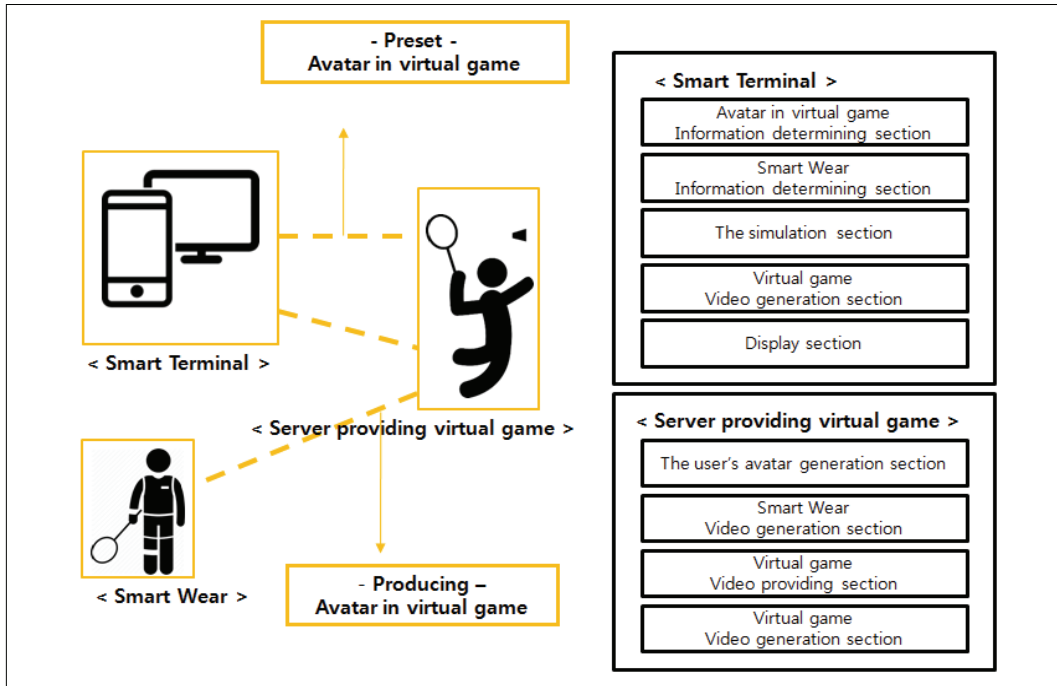 - Preset -
Avatar in virtual game
< Smart Terminal >
< Server providing virtual game >
< Smart Wear >
- Producing –
Avatar in virtual game
< Smart Terminal >
Avatar in virtual game
Information determining section
Smart Wear
Information determining section
The simulation section
Virtual game
Video generation section
Display section
< Server providing virtual game >
The user's avatar generation section
Smart Wear
Video generation section
Virtual game
Video providing section
Virtual game
Video generation section